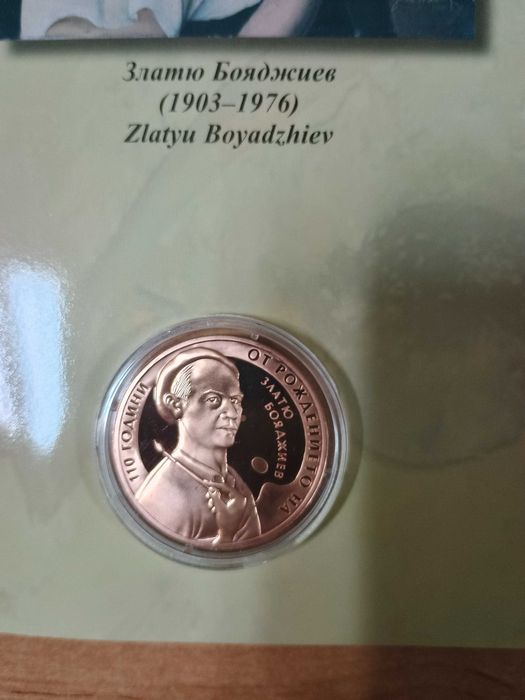 Златю Бояджиев
(1903–1976)
Zlatyu Boyadzhiev
110 ГОДИНИ
ОТ РОЖДЕНИЕТО НА
ЗЛАТЮ
БОЯДЖИЕВ